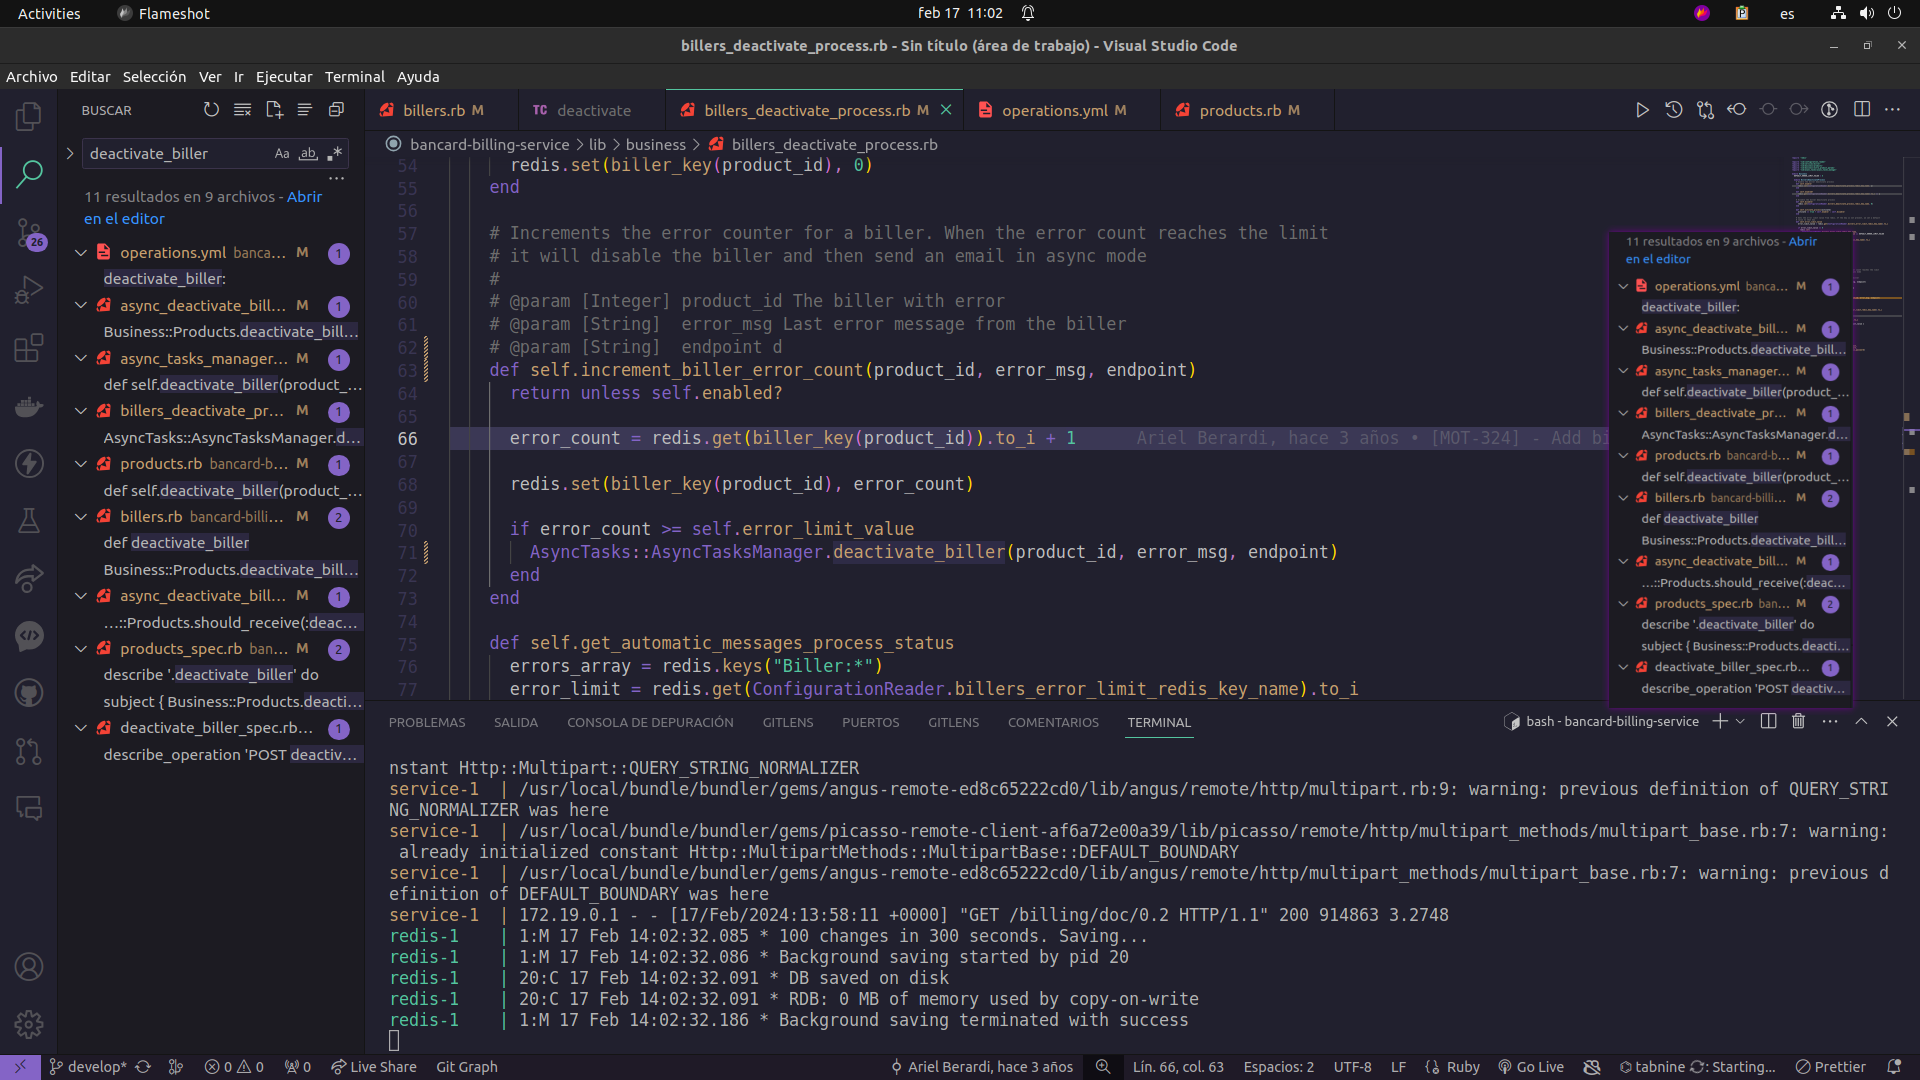 Activities
Flameshot
feb 17 11:02
es
billers_deactivate_process.rb - Sin título (área de trabajo) - Visual Studio Code
Archivo Editar Selección Ver Ir Ejecutar Terminal Ayuda
BUSCAR
deactivate_biller
Aa ab .*
11 resultados en 9 archivos - Abrir
en el editor
operations.yml banca... M 1
deactivate_biller:
async_deactivate_bill... M 1
Business::Products.deactivate_bill...
async_tasks_manager... M 1
def self.deactivate_biller(product_...
billers_deactivate_pr... M 1
AsyncTasks::AsyncTasksManager.d...
products.rb bancard-b... M 1
def self.deactivate_biller(product_...
billers.rb bancard-billi... M 2
def deactivate_biller
Business::Products.deactivate_bill...
async_deactivate_bill... M 1
...::Products.should_receive(:deac...
products_spec.rb ban... M 2
describe '.deactivate_biller' do
subject { Business::Products.deacti...
deactivate_biller_spec.rb... 1
describe_operation 'POST deactiv...
26
billers.rb M
TC deactivate
billers_deactivate_process.rb M
operations.yml M
products.rb M
bancard-billing-service > lib > business > billers_deactivate_process.rb
54 redis.set(biller_key(product_id), 0)
55 end
56
57 # Increments the error counter for a biller. When the error count reaches the limit
58 # it will disable the biller and then send an email in async mode
59 #
60 # @param [Integer] product_id The biller with error
61 # @param [String]  error_msg Last error message from the biller
62 # @param [String]  endpoint d
63 def self.increment_biller_error_count(product_id, error_msg, endpoint)
64 return unless self.enabled?
65
66 error_count = redis.get(biller_key(product_id)).to_i + 1 Ariel Berardi, hace 3 años • [MOT-324] - Add bi
67
68 redis.set(biller_key(product_id), error_count)
69
70 if error_count >= self.error_limit_value
71 AsyncTasks::AsyncTasksManager.deactivate_biller(product_id, error_msg, endpoint)
72 end
73 end
74
75 def self.get_automatic_messages_process_status
76 errors_array = redis.keys("Biller:*")
77 error_limit = redis.get(ConfigurationReader.billers_error_limit_redis_key_name).to_i
11 resultados en 9 archivos - Abrir
en el editor
operations.yml banca... M 1
deactivate_biller:
async_deactivate_bill... M 1
Business::Products.deactivate_bill...
async_tasks_manager... M 1
def self.deactivate_biller(product_...
billers_deactivate_pr... M 1
AsyncTasks::AsyncTasksManager.d...
products.rb bancard-b... M 1
def self.deactivate_biller(product_...
billers.rb bancard-billi... M 2
def deactivate_biller
Business::Products.deactivate_bill...
async_deactivate_bill... M 1
...::Products.should_receive(:deac...
products_spec.rb ban... M 2
describe '.deactivate_biller' do
subject { Business::Products.deacti...
deactivate_biller_spec.rb... 1
describe_operation 'POST deactiv...
PROBLEMAS SALIDA CONSOLA DE DEPURACIÓN GITLENS PUERTOS GITLENS COMENTARIOS TERMINAL
bash - bancard-billing-service
nstant Http::Multipart::QUERY_STRING_NORMALIZER
service-1  | /usr/local/bundle/bundler/gems/angus-remote-ed8c65222cd0/lib/angus/remote/http/multipart.rb:9: warning: previous definition of QUERY_STRI
NG_NORMALIZER was here
service-1  | /usr/local/bundle/bundler/gems/picasso-remote-client-af6a72e00a39/lib/picasso/remote/http/multipart_methods/multipart_base.rb:7: warning:
already initialized constant Http::MultipartMethods::MultipartBase::DEFAULT_BOUNDARY
service-1  | /usr/local/bundle/bundler/gems/angus-remote-ed8c65222cd0/lib/angus/remote/http/multipart_methods/multipart_base.rb:7: warning: previous d
efinition of DEFAULT_BOUNDARY was here
service-1  | 172.19.0.1 - - [17/Feb/2024:13:58:11 +0000] "GET /billing/doc/0.2 HTTP/1.1" 200 914863 3.2748
redis-1    | 1:M 17 Feb 14:02:32.085 * 100 changes in 300 seconds. Saving...
redis-1    | 1:M 17 Feb 14:02:32.086 * Background saving started by pid 20
redis-1    | 20:C 17 Feb 14:02:32.091 * DB saved on disk
redis-1    | 20:C 17 Feb 14:02:32.091 * RDB: 0 MB of memory used by copy-on-write
redis-1    | 1:M 17 Feb 14:02:32.186 * Background saving terminated with success
develop* 0 0 0 Live Share Git Graph Ariel Berardi, hace 3 años Lín. 66, col. 63 Espacios: 2 UTF-8 LF Ruby Go Live tabnine : Starting... Prettier